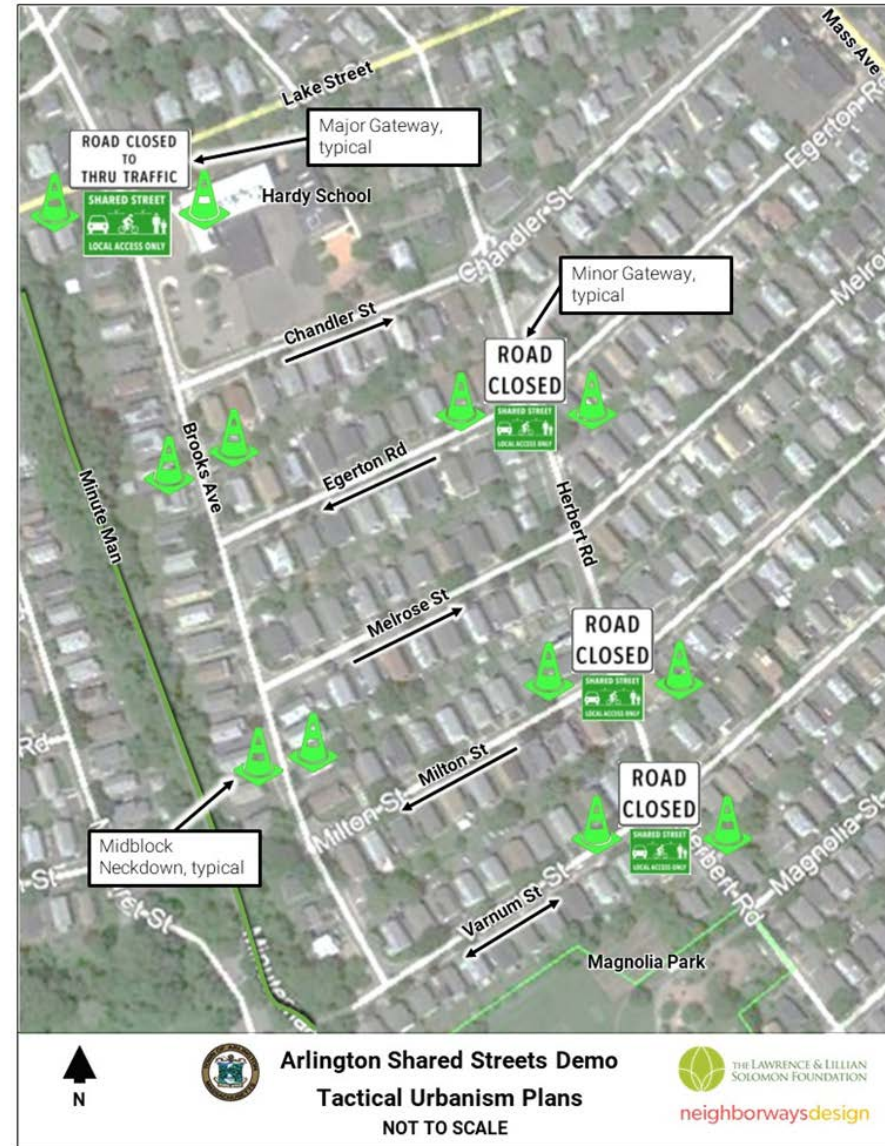 Mass Ave
Lake Street
Major Gateway,
typical
ROAD CLOSED
TO
THRU TRAFFIC
SHARED STREET
LOCAL ACCESS ONLY
Hardy School
Egerton Rd
Chandler St
Minor Gateway,
typical
Melrose
Chandler St
ROAD
CLOSED
SHARED STREET
LOCAL ACCESS ONLY
Brooks Ave
Egerton Rd
Minute Man
Herbert Rd
Melrose St
ROAD
CLOSED
SHARED STREET
LOCAL ACCESS ONLY
Rd
Milton St
Milton St
ROAD
CLOSED
SHARED STREET
LOCAL ACCESS ONLY
Midblock
Neckdown, typical
St
St
Varnum St
St
Herbert Rd
Magnolia St
Magnolia Park
N
Arlington Shared Streets Demo
Tactical Urbanism Plans
NOT TO SCALE
THE LAWRENCE & LILLIAN
SOLOMON FOUNDATION
neighborwaysdesign